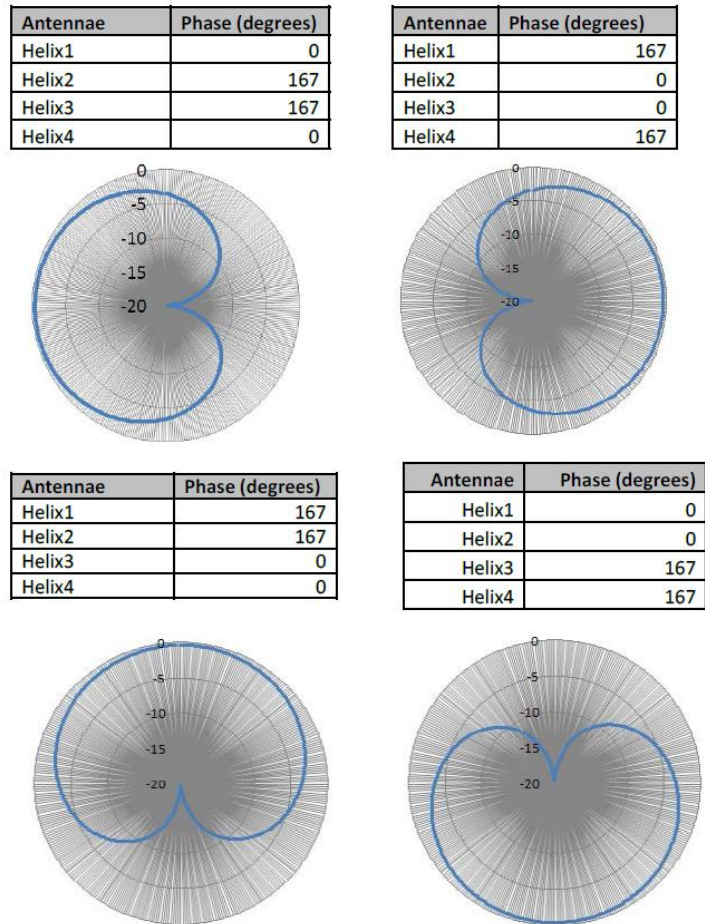 Antennae Phase (degrees)
Helix1 0
Helix2 167
Helix3 167
Helix4 0
Antennae Phase (degrees)
Helix1 167
Helix2 0
Helix3 0
Helix4 167
0
-5
-10
-15
-20
0
-5
-10
-15
-20
Antennae Phase (degrees)
Helix1 167
Helix2 167
Helix3 0
Helix4 0
Antennae Phase (degrees)
Helix1 0
Helix2 0
Helix3 167
Helix4 167
0
-5
-10
-15
-20
0
-5
-10
-15
-20